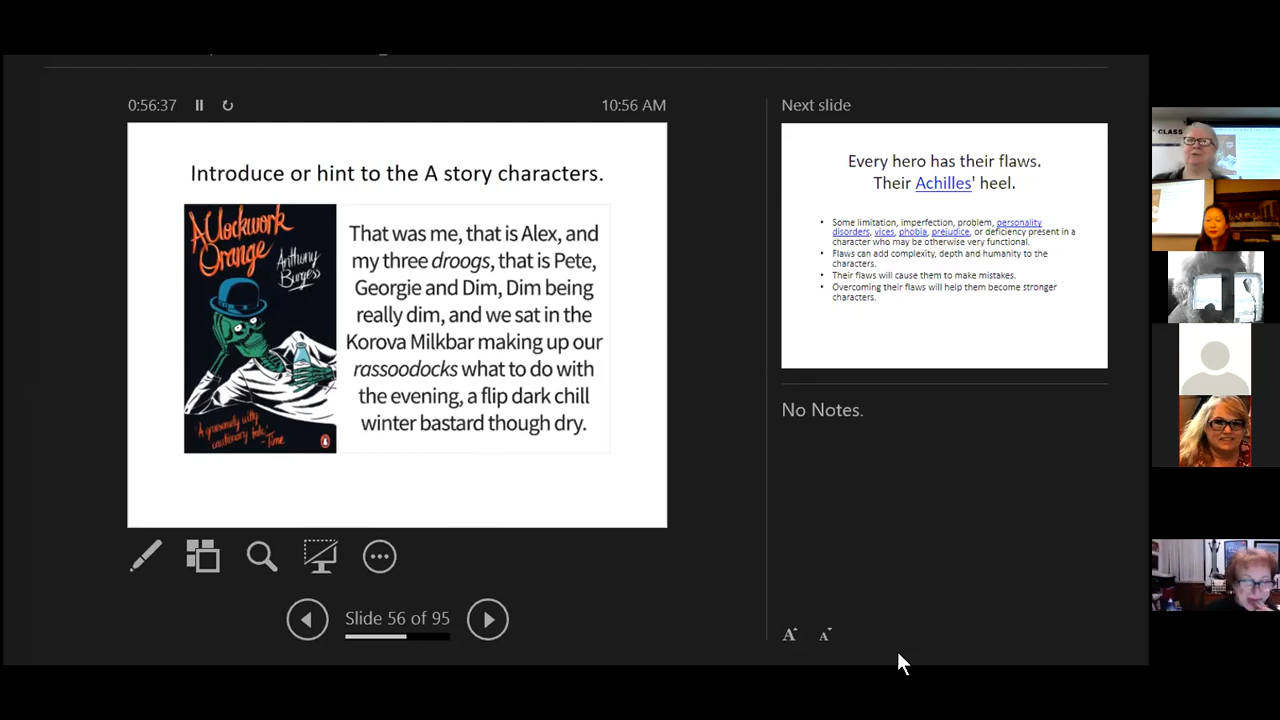 0:56:37
10:56 AM
Introduce or hint to the A story characters.
A Clockwork
Orange
Anthony
Burgess
'A gruesomely witty
cautionary tale'
-Time
That was me, that is Alex, and
my three droogs, that is Pete,
Georgie and Dim, Dim being
really dim, and we sat in the
Korova Milkbar making up our
rassoodocks what to do with
the evening, a flip dark chill
winter bastard though dry.
Slide 56 of 95
Next slide
Every hero has their flaws.
Their Achilles' heel.
• Some limitation, imperfection, problem, personality
disorders, vices, phobia, prejudice, or deficiency present in a
character who may be otherwise very functional.
• Flaws can add complexity, depth and humanity to the
characters.
• Their flaws will cause them to make mistakes.
• Overcoming their flaws will help them become stronger
characters.
No Notes.
A A
CLASS